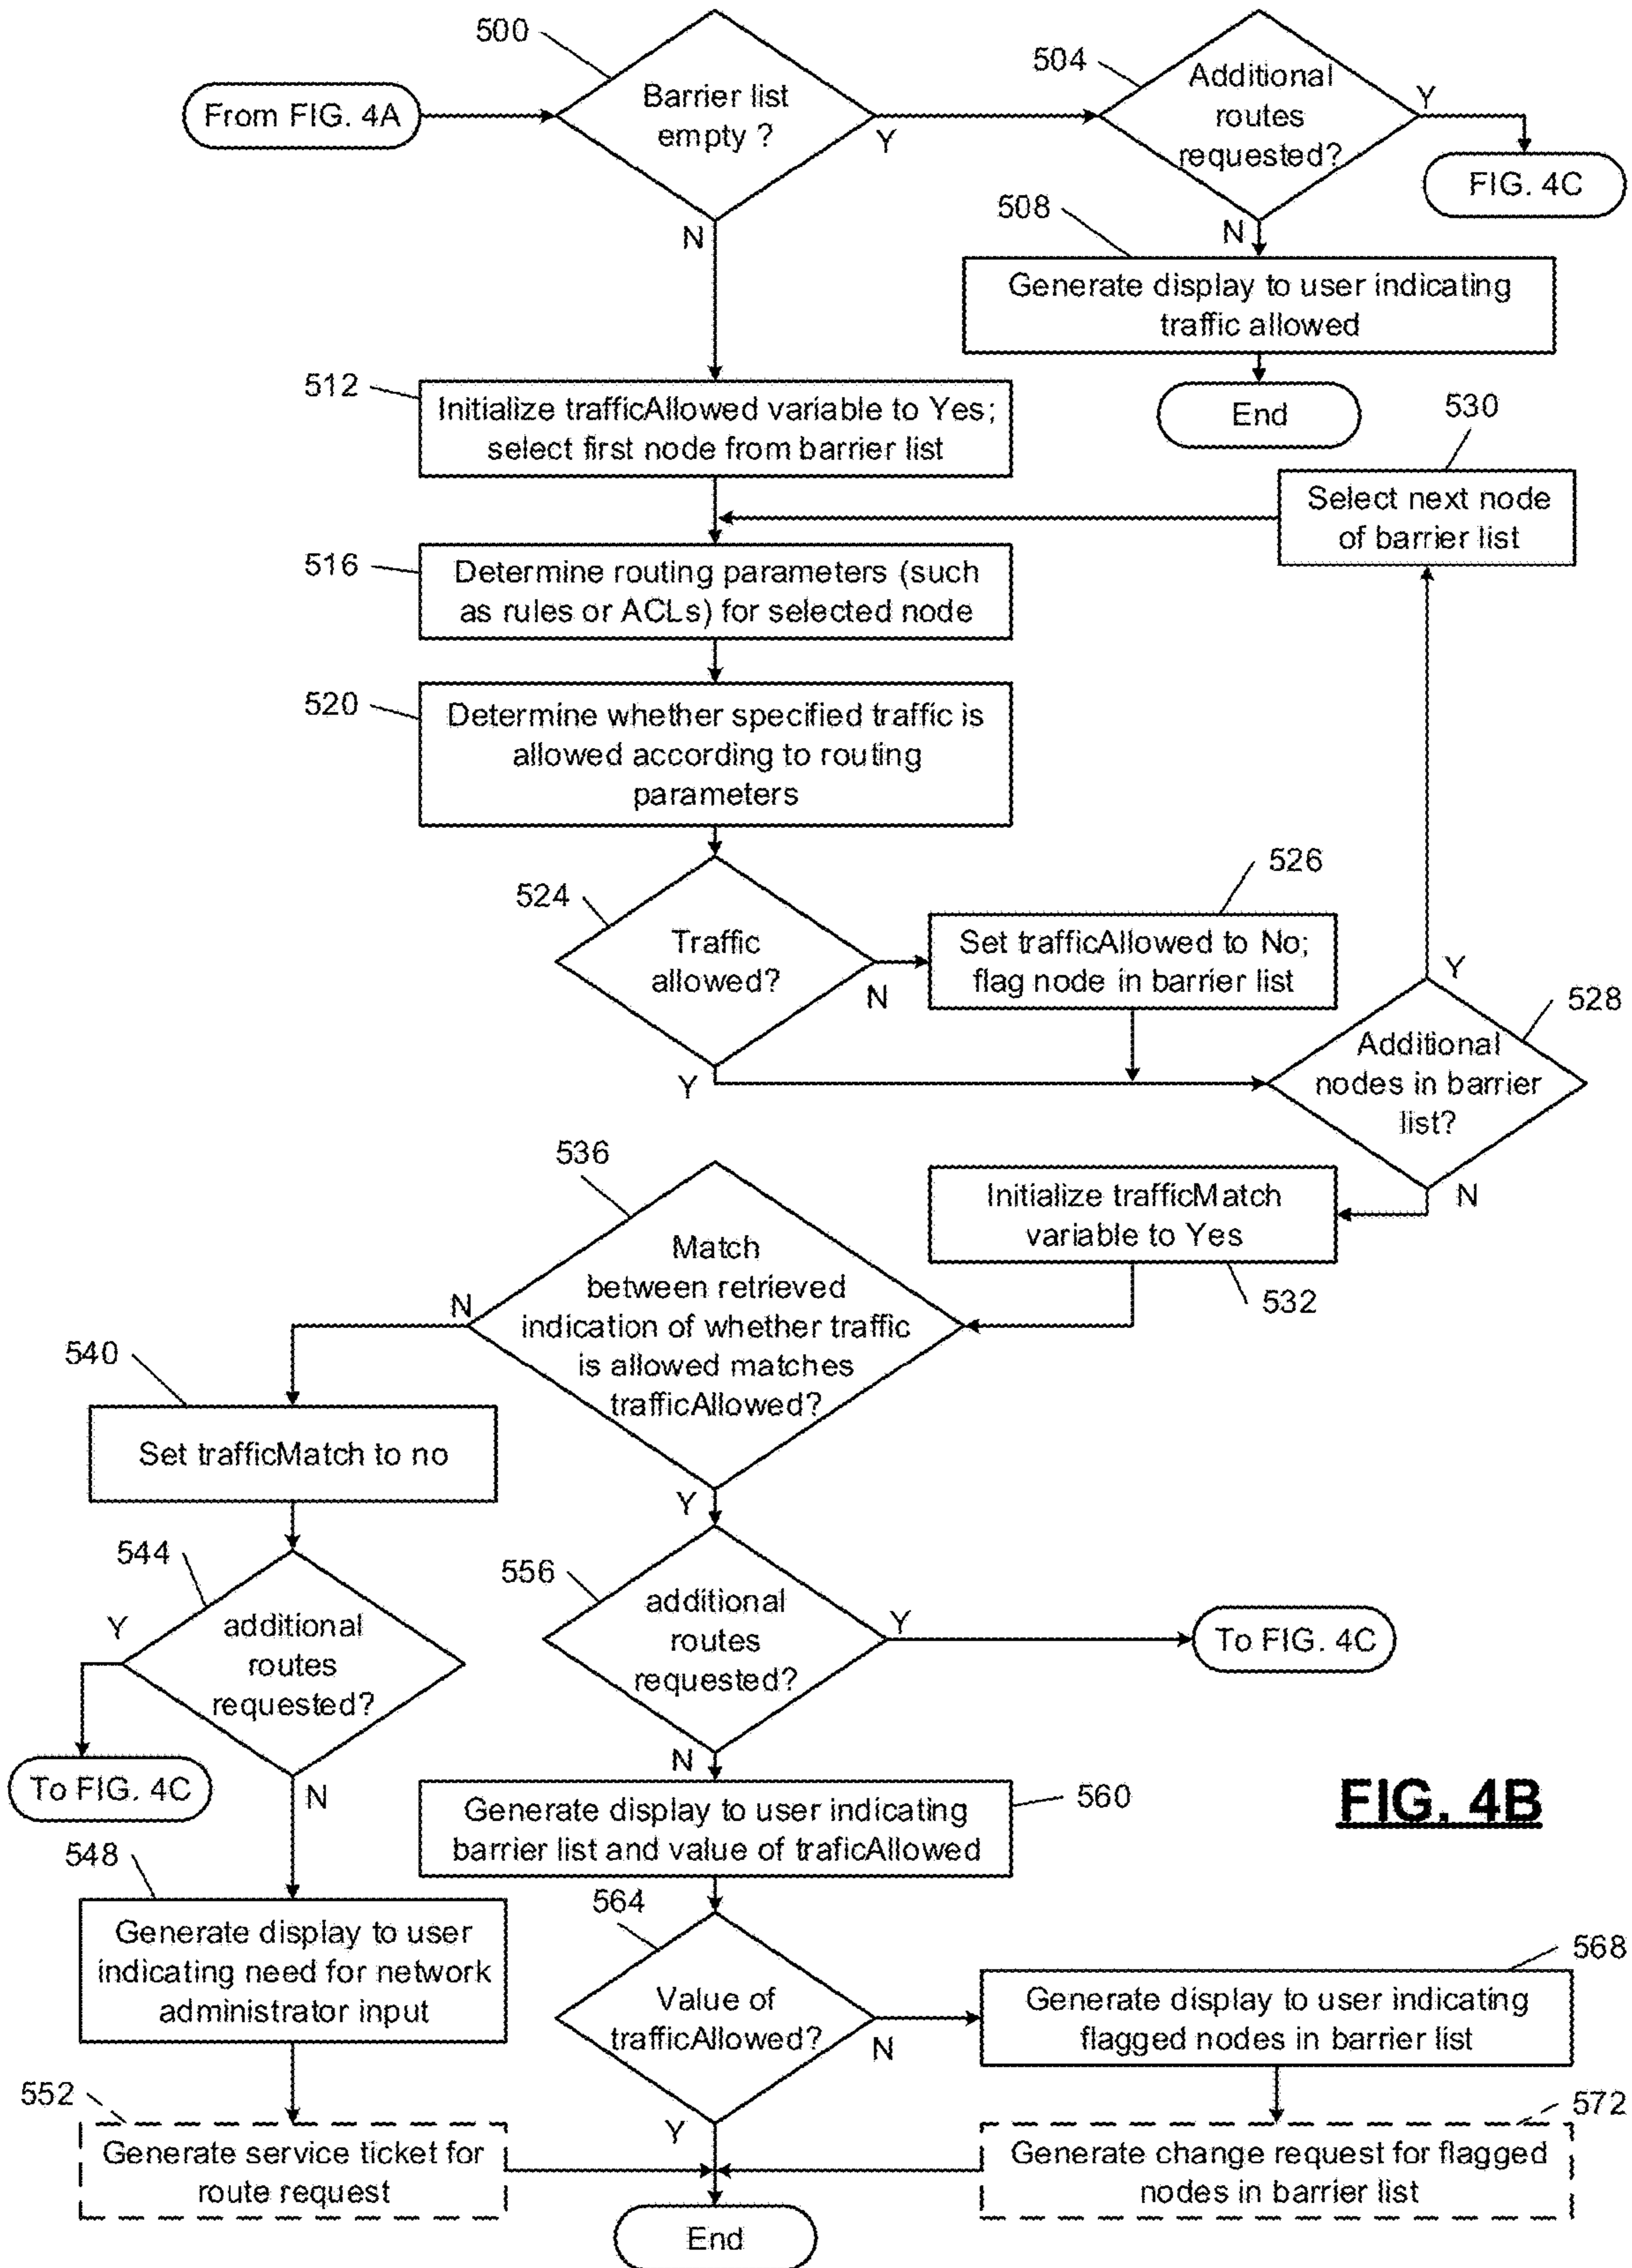 500
From FIG. 4A
Barrier list
empty ?
Y
N
504
Additional
routes
requested?
Y
FIG. 4C
N
508
Generate display to user indicating
traffic allowed
End
512
Initialize trafficAllowed variable to Yes;
select first node from barrier list
530
Select next node
of barrier list
516
Determine routing parameters (such
as rules or ACLs) for selected node
520
Determine whether specified traffic is
allowed according to routing
parameters
524
Traffic
allowed?
N
Y
526
Set trafficAllowed to No;
flag node in barrier list
528
Y
Additional
nodes in barrier
list?
N
Initialize trafficMatch
variable to Yes
532
536
Match
between retrieved
indication of whether traffic
is allowed matches
trafficAllowed?
N
Y
540
Set trafficMatch to no
544
additional
routes
requested?
Y
To FIG. 4C
N
548
Generate display to user
indicating need for network
administrator input
552
Generate service ticket for
route request
556
additional
routes
requested?
Y
To FIG. 4C
N
560
Generate display to user indicating
barrier list and value of traficAllowed
564
Value of
trafficAllowed?
N
Y
568
Generate display to user indicating
flagged nodes in barrier list
572
Generate change request for flagged
nodes in barrier list
End
FIG. 4B